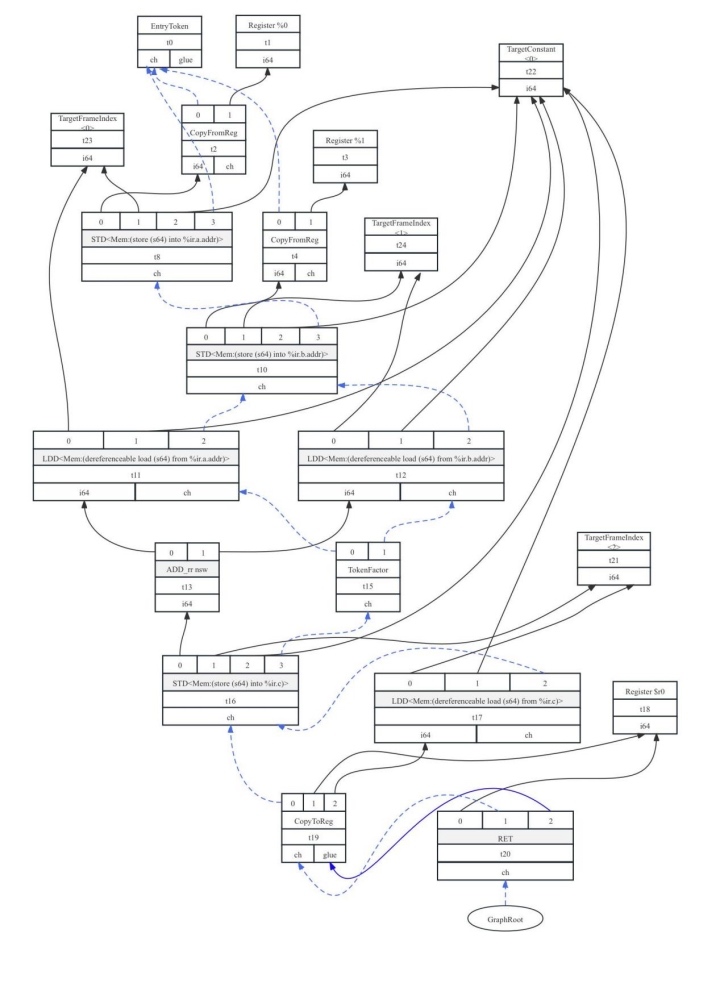 EntryToken
t0
ch glue
Register %0
t1
i64
TargetConstant
<0>
t22
i64
TargetFrameIndex
<0>
t23
i64
0 1
CopyFromReg
t2
i64 ch
Register %1
t3
i64
0 1 2 3
STD<Mem:(store (s64) into %ir.a.addr)>
t8
ch
0 1
CopyFromReg
t4
i64 ch
TargetFrameIndex
<1>
t24
i64
0 1 2 3
STD<Mem:(store (s64) into %ir.b.addr)>
t10
ch
0 1 2
LDD<Mem:(dereferenceable load (s64) from %ir.a.addr)>
t11
i64 ch
0 1 2
LDD<Mem:(dereferenceable load (s64) from %ir.b.addr)>
t12
i64 ch
0 1
ADD_rr nsw
t13
i64
0 1
TokenFactor
t15
ch
TargetFrameIndex
<2>
t21
i64
0 1 2 3
STD<Mem:(store (s64) into %ir.c)>
t16
ch
0 1 2
LDD<Mem:(dereferenceable load (s64) from %ir.c)>
t17
i64 ch
Register $r0
t18
i64
0 1 2
CopyToReg
t19
ch glue
0 1 2
RET
t20
ch
GraphRoot